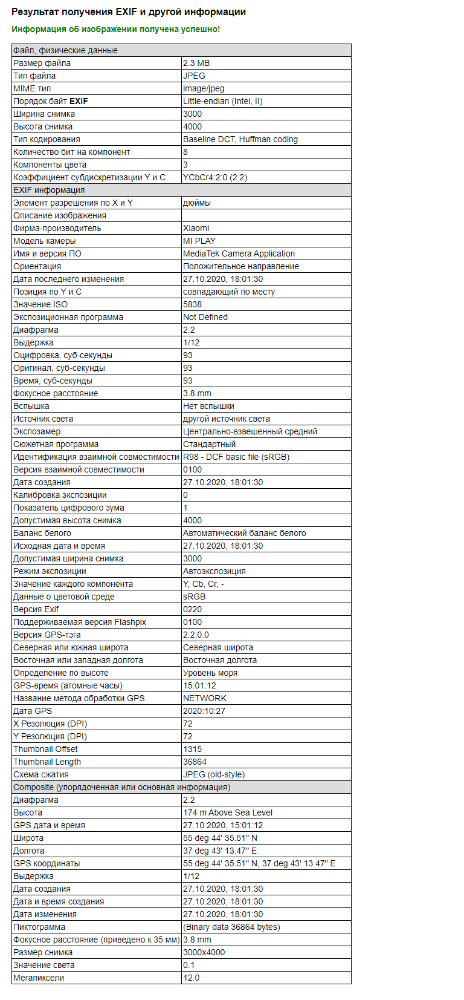 Результат получения EXIF и другой информации
Информация об изображении получена успешно!
Файл, физические данные
Размер файла 2.3 MB
Тип файла JPEG
MIME тип image/jpeg
Порядок байт EXIF Little-endian (Intel, II)
Ширина снимка 3000
Высота снимка 4000
Тип кодирования Baseline DCT, Huffman coding
Количество бит на компонент 8
Компоненты цвета 3
Коэффициент субдискретизации Y и C YCbCr4:2:0 (2 2)
EXIF информация
Элемент разрешения по X и Y дюймы
Описание изображения
Фирма-производитель Xiaomi
Модель камеры MI PLAY
Имя и версия ПО MediaTek Camera Application
Ориентация Положительное направление
Дата последнего изменения 27.10.2020, 18:01:30
Позиция по Y и C совпадающий по месту
Значение ISO 5838
Экспозиционная программа Not Defined
Диафрагма 2.2
Выдержка 1/12
Оцифровка, суб-секунды 93
Оригинал, суб-секунды 93
Время, суб-секунды 93
Фокусное расстояние 3.8 mm
Вспышка Нет вспышки
Источник света другой источник света
Экспозамер Центрально-взвешенный средний
Сюжетная программа Стандартный
Идентификация взаимной совместимости R98 - DCF basic file (sRGB)
Версия взаимной совместимости 0100
Дата создания 27.10.2020, 18:01:30
Калибровка экспозиции 0
Показатель цифрового зума 1
Допустимая высота снимка 4000
Баланс белого Автоматический баланс белого
Исходная дата и время 27.10.2020, 18:01:30
Допустимая ширина снимка 3000
Режим экспозиции Автоэкспозиция
Значение каждого компонента Y, Cb, Cr, -
Данные о цветовой среде sRGB
Версия Exif 0220
Поддерживаемая версия Flashpix 0100
Версия GPS-тэга 2.2.0.0
Северная или южная широта Северная широта
Восточная или западная долгота Восточная долгота
Определение по высоте Уровень моря
GPS-время (атомные часы) 15:01:12
Название метода обработки GPS NETWORK
Дата GPS 2020:10:27
X Резолюция (DPI) 72
Y Резолюция (DPI) 72
Thumbnail Offset 1315
Thumbnail Length 36864
Схема сжатия JPEG (old-style)
Composite (упорядоченная или основная информация)
Диафрагма 2.2
Высота 174 m Above Sea Level
GPS дата и время 27.10.2020, 15:01:12
Широта 55 deg 44' 35.51" N
Долгота 37 deg 43' 13.47" E
GPS координаты 55 deg 44' 35.51" N, 37 deg 43' 13.47" E
Выдержка 1/12
Дата создания 27.10.2020, 18:01:30
Дата и время создания 27.10.2020, 18:01:30
Дата изменения 27.10.2020, 18:01:30
Пиктограмма (Binary data 36864 bytes)
Фокусное расстояние (приведено к 35 мм) 3.8 mm
Размер снимка 3000x4000
Значение света 0.1
Мегапиксели 12.0